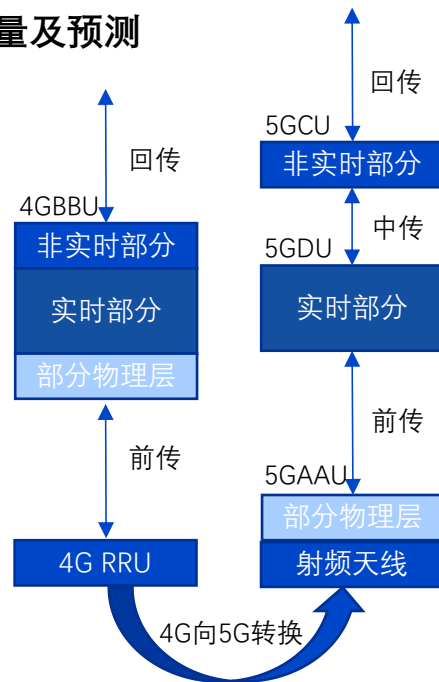 量及预测
回传
4GBBU
非实时部分
实时部分
部分物理层
前传
4G RRU
回传
5GCU
非实时部分
中传
5GDU
实时部分
前传
5GAAU
部分物理层
射频天线
4G向5G转换